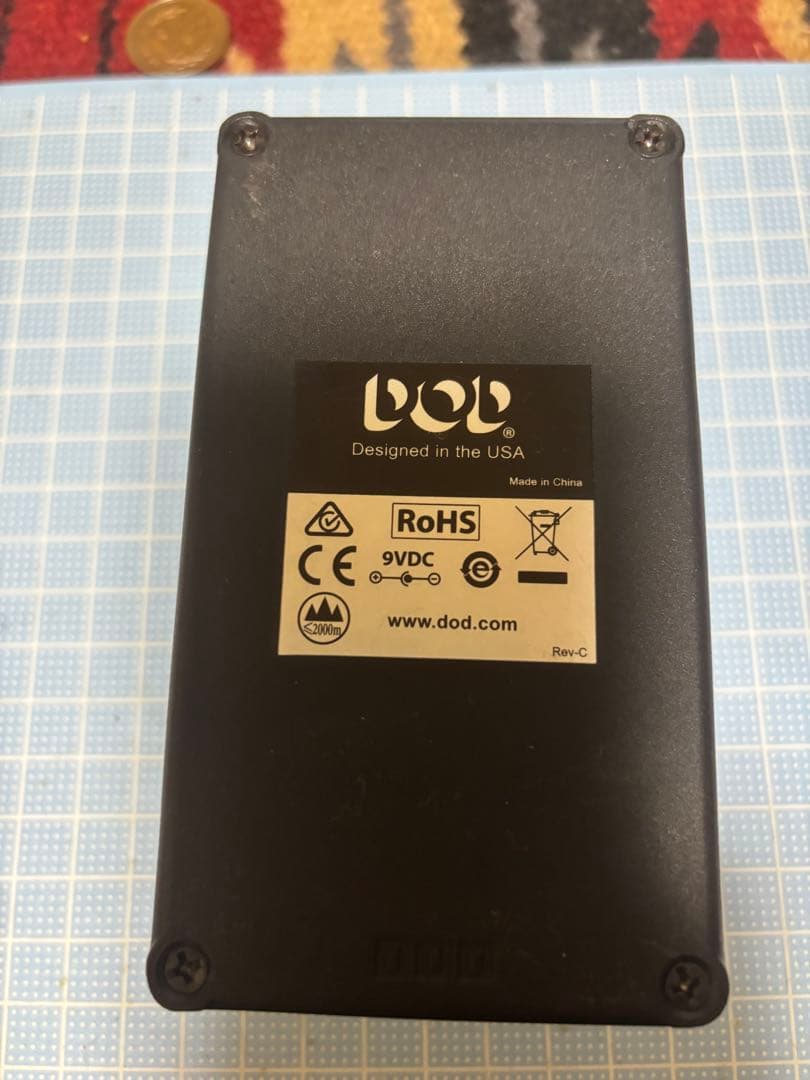 DOD®
Designed in the USA
Made in China
RoHS
CE
9VDC
e
≤2000m
www.dod.com
Rev-C